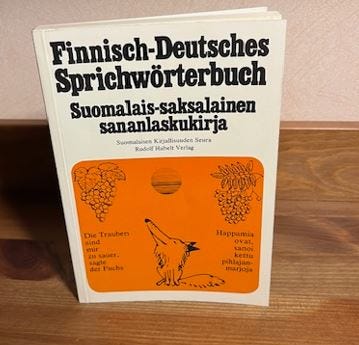 Finnisch-Deutsches
Sprichwörterbuch
Suomalais-saksalainen
sananlaskukirja
Suomalaisen Kirjallisuuden Seura
Rudolf Habelt Verlag
Die Trauben
sind
mir
zu sauer,
sagte
der Fuchs
Happamia
ovat,
sanoi
kettu
pihlajan-
marjoja